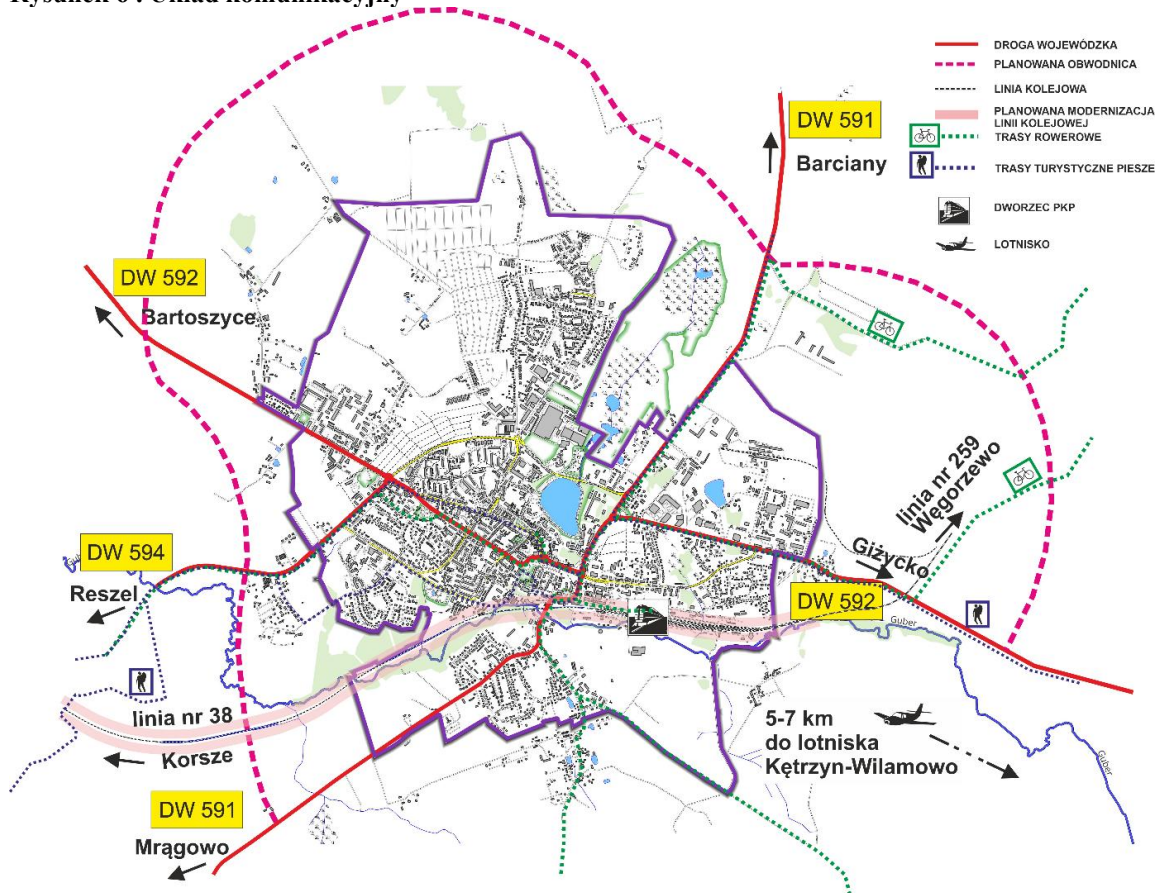 Rysunek 6 . Układ komunikacyjny
DROGA WOJEWÓDZKA
PLANOWANA OBWODNICA
LINIA KOLEJOWA
PLANOWANA MODERNIZACJA
LINII KOLEJOWEJ
TRASY ROWEROWE
TRASY TURYSTYCZNE PIESZE
DWORZEC PKP
LOTNISKO
DW 591
Barciany
DW 592
Bartoszyce
linia nr 259
Węgorzewo
DW 594
Reszel
Giżycko
DW 592
Guber
linia nr 38
Korsze
5-7 km
do lotniska
Kętrzyn-Wilamowo
Guber
DW 591
Mrągowo